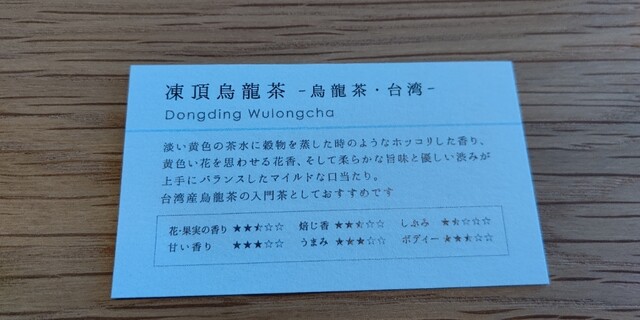 凍頂烏龍茶 -烏龍茶・台湾-
Dongding Wulongcha
淡い黄色の茶水に穀物を蒸した時のようなホッコリした香り、
黄色い花を思わせる花香、そして柔らかな旨味と優しい渋みが
上手にバランスしたマイルドな口当たり。
台湾産烏龍茶の入門茶としておすすめです
花・果実の香り ★★⯪☆☆ 焙じ香 ★★⯪☆☆ しぶみ ★⯪☆☆☆
甘い香り ★★★☆☆ うまみ ★★★☆☆ ボディー ★★⯪☆☆